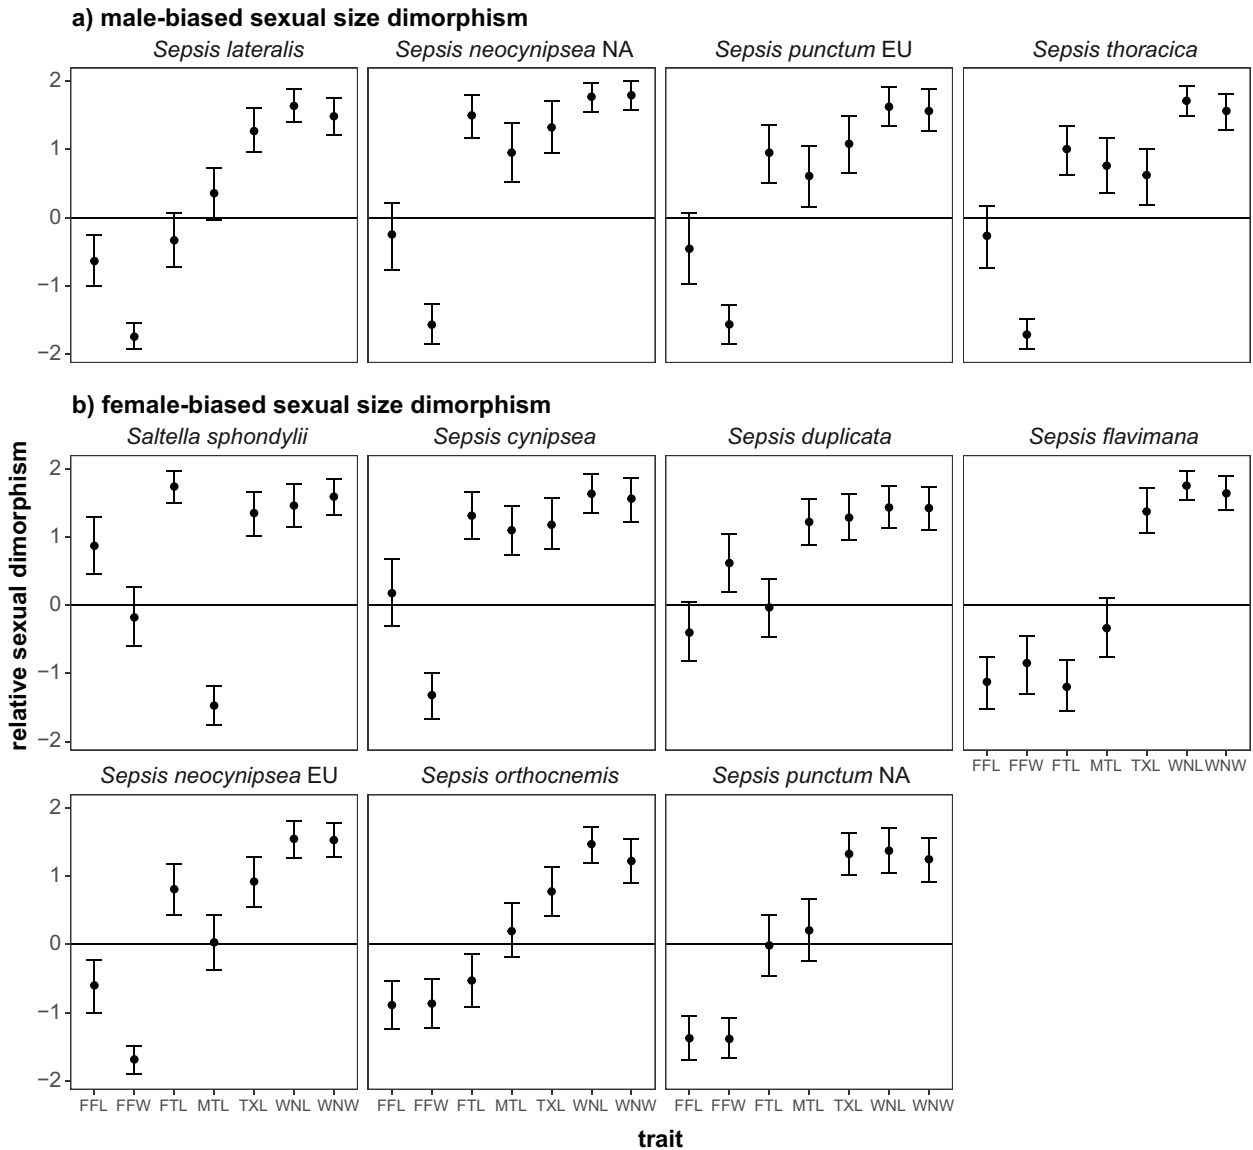 a) male-biased sexual size dimorphism
Sepsis lateralis Sepsis neocynipsea NA Sepsis punctum EU Sepsis thoracica
2
1
0
−1
−2
b) female-biased sexual size dimorphism
Saltella sphondylii Sepsis cynipsea Sepsis duplicata Sepsis flavimana
relative sexual dimorphism
2
1
0
−1
−2
FFL FFW FTL MTL TXL WNL WNW
Sepsis neocynipsea EU Sepsis orthocnemis Sepsis punctum NA
2
1
0
−1
−2
FFL FFW FTL MTL TXL WNL WNW FFL FFW FTL MTL TXL WNL WNW FFL FFW FTL MTL TXL WNL WNW
trait